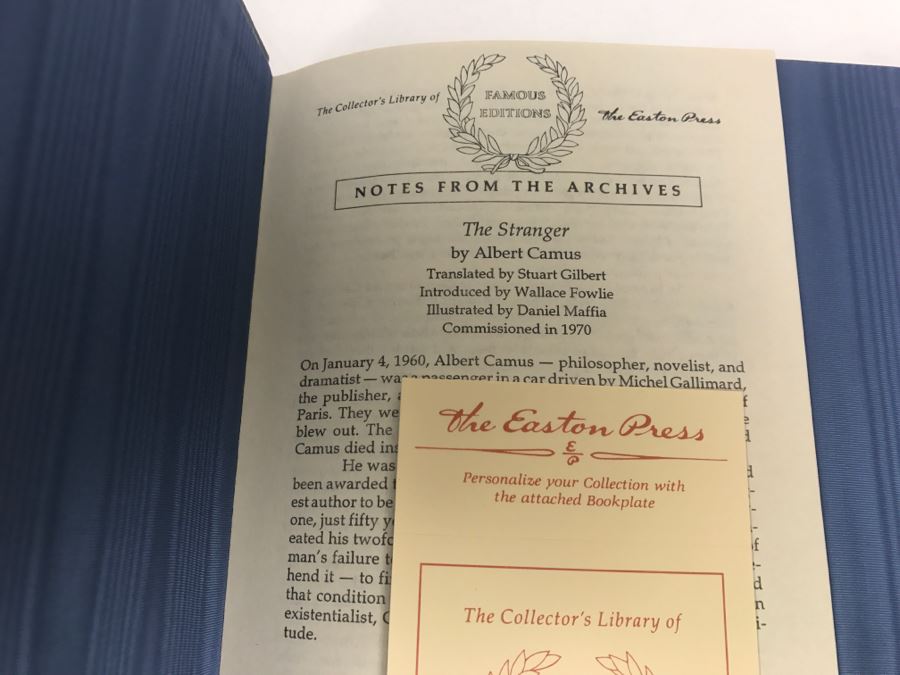 The Collector's Library of
FAMOUS
EDITIONS
the Easton Press
NOTES FROM THE ARCHIVES
The Stranger
by Albert Camus
Translated by Stuart Gilbert
Introduced by Wallace Fowlie
Illustrated by Daniel Maffia
Commissioned in 1970
On January 4, 1960, Albert Camus — philosopher, novelist, and
dramatist — was a passenger in a car driven by Michel Gallimard,
the publisher,
Paris. They we
blew out. The
Camus died ins
He was
been awarded
est author to be
one, just fifty y
eated his twofo
man's failure t
hend it — to fi
that condition
existentialist, C
tude.
the Easton Press
E
P
Personalize your Collection with
the attached Bookplate
The Collector's Library of